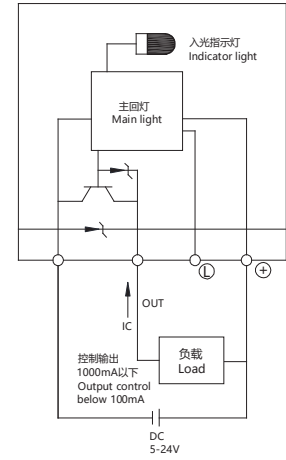 入光指示灯
Indicator light
主回灯
Main light
L
+
OUT
IC
控制输出
1000mA以下
Output control
below 100mA
负载
Load
DC
5-24V